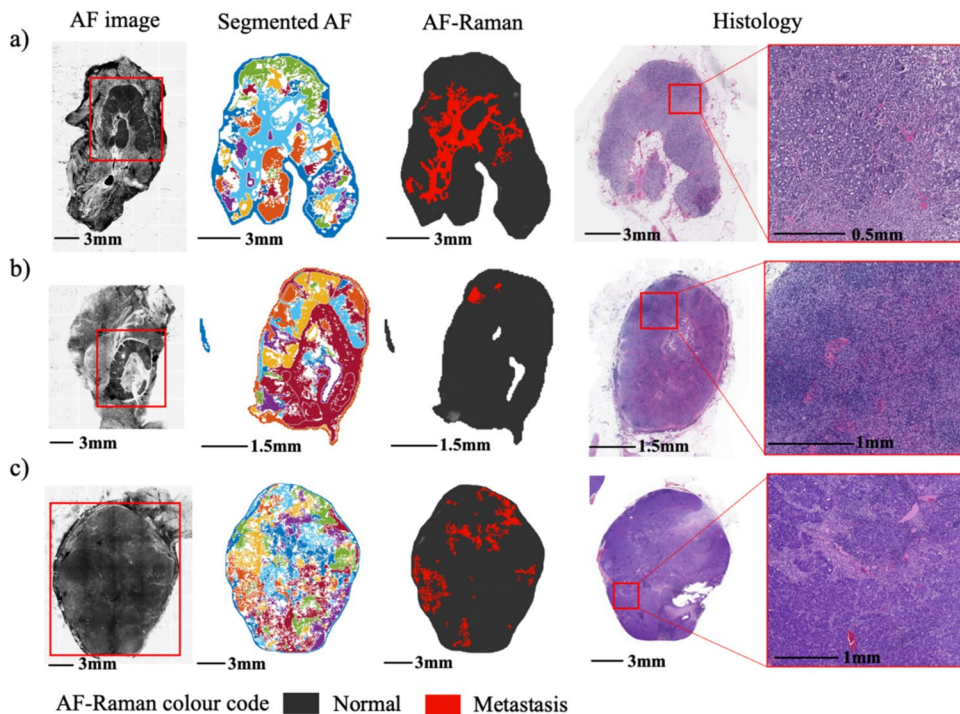 AF image Segmented AF AF-Raman Histology
a)
3mm 3mm 3mm 3mm 0.5mm
b)
3mm 1.5mm 1.5mm 1.5mm 1mm
c)
3mm 3mm 3mm 3mm 1mm
AF-Raman colour code Normal Metastasis